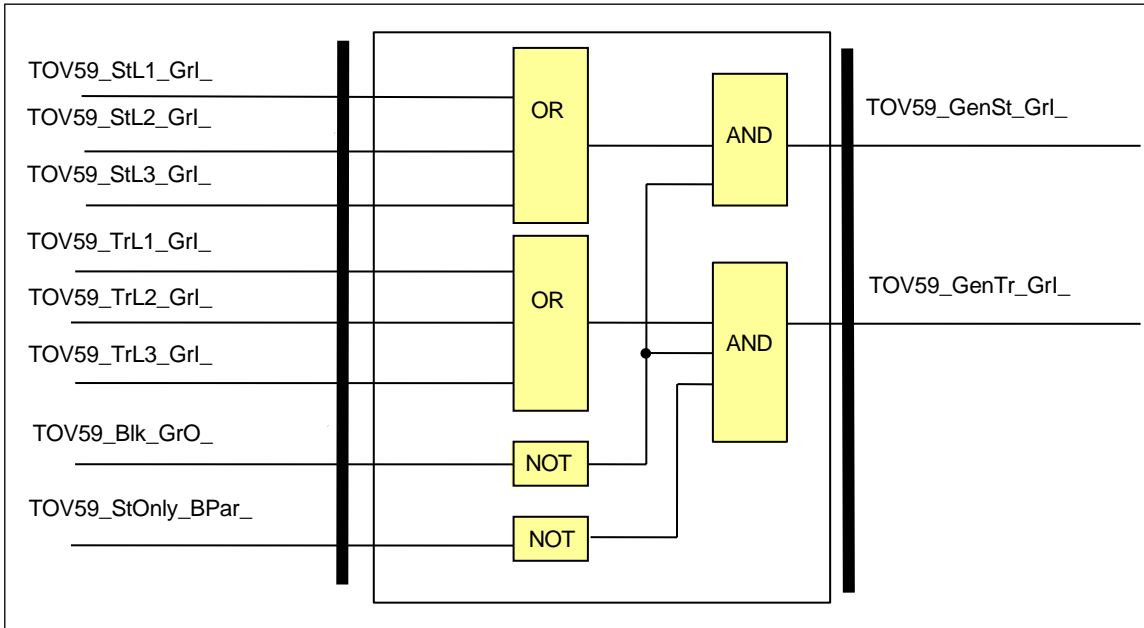 TOV59_StL1_GrI_
TOV59_StL2_GrI_
TOV59_StL3_GrI_
TOV59_TrL1_GrI_
TOV59_TrL2_GrI_
TOV59_TrL3_GrI_
TOV59_Blk_GrO_
TOV59_StOnly_BPar_
OR
OR
NOT
NOT
AND
AND
TOV59_GenSt_GrI_
TOV59_GenTr_GrI_